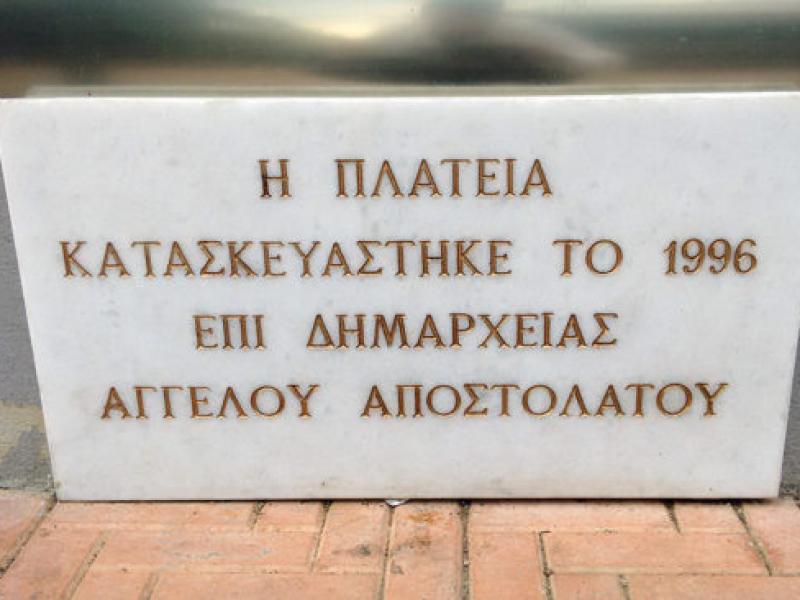 Η ΠΛΑΤΕΙΑ
ΚΑΤΑΣΚΕΥΑΣΤΗΚΕ ΤΟ 1996
ΕΠΙ ΔΗΜΑΡΧΕΙΑΣ
ΑΓΓΕΛΟΥ ΑΠΟΣΤΟΛΑΤΟΥ